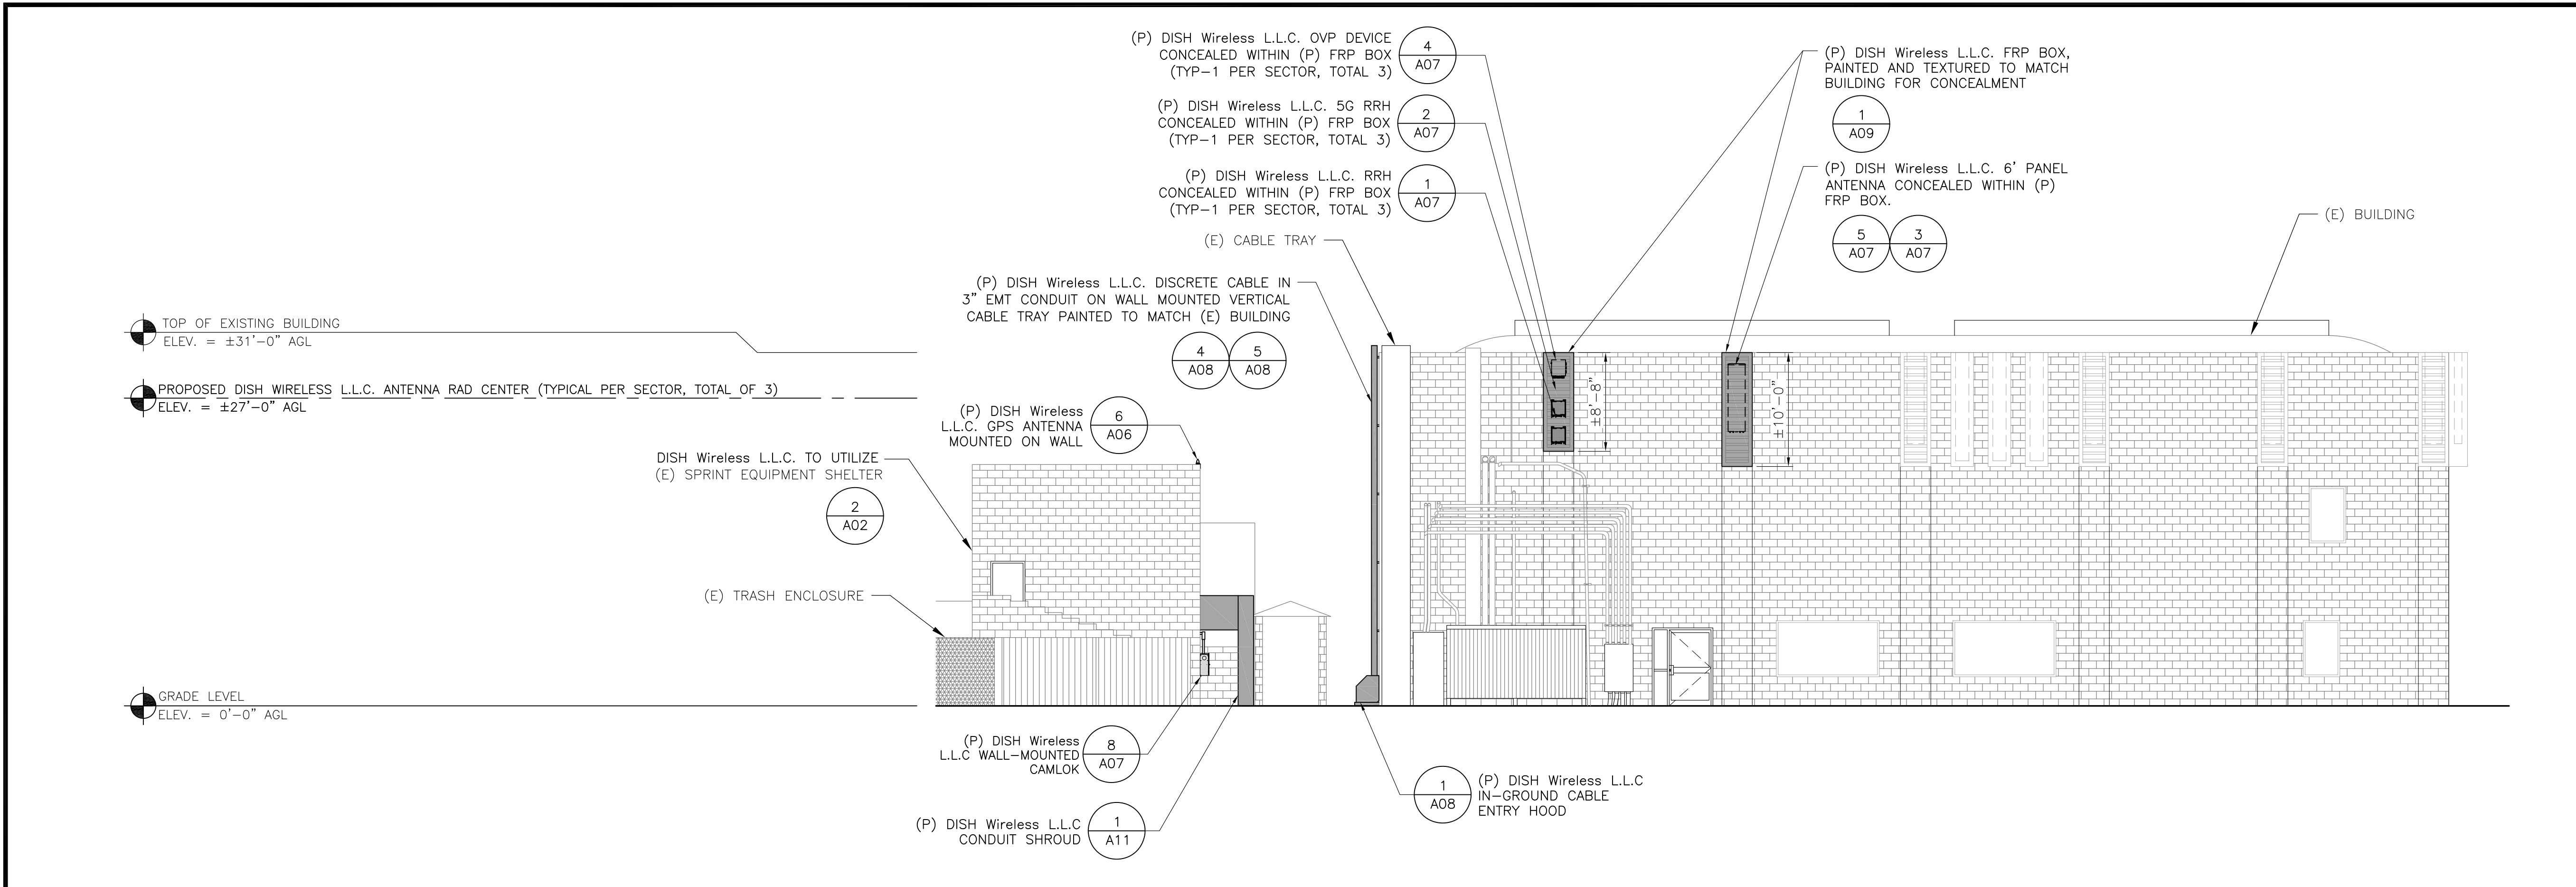 (P) DISH Wireless L.L.C. OVP DEVICE
CONCEALED WITHIN (P) FRP BOX
(TYP-1 PER SECTOR, TOTAL 3)
4
A07
(P) DISH Wireless L.L.C. 5G RRH
CONCEALED WITHIN (P) FRP BOX
(TYP-1 PER SECTOR, TOTAL 3)
2
A07
(P) DISH Wireless L.L.C. RRH
CONCEALED WITHIN (P) FRP BOX
(TYP-1 PER SECTOR, TOTAL 3)
1
A07
(E) CABLE TRAY
(P) DISH Wireless L.L.C. DISCRETE CABLE IN
3" EMT CONDUIT ON WALL MOUNTED VERTICAL
CABLE TRAY PAINTED TO MATCH (E) BUILDING
4
A08
5
A08
(P) DISH Wireless L.L.C. FRP BOX,
PAINTED AND TEXTURED TO MATCH
BUILDING FOR CONCEALMENT
1
A09
(P) DISH Wireless L.L.C. 6' PANEL
ANTENNA CONCEALED WITHIN (P)
FRP BOX.
5
A07
3
A07
(E) BUILDING
TOP OF EXISTING BUILDING
ELEV. = ±31'-0" AGL
PROPOSED DISH WIRELESS L.L.C. ANTENNA RAD CENTER (TYPICAL PER SECTOR, TOTAL OF 3)
ELEV. = ±27'-0" AGL
±8'-8"
±10'-0"
(P) DISH Wireless
L.L.C. GPS ANTENNA
MOUNTED ON WALL
6
A06
DISH Wireless L.L.C. TO UTILIZE
(E) SPRINT EQUIPMENT SHELTER
2
A02
(E) TRASH ENCLOSURE
GRADE LEVEL
ELEV. = 0'-0" AGL
(P) DISH Wireless
L.L.C WALL-MOUNTED
CAMLOK
8
A07
(P) DISH Wireless L.L.C
CONDUIT SHROUD
1
A11
1
A08
(P) DISH Wireless L.L.C
IN-GROUND CABLE
ENTRY HOOD